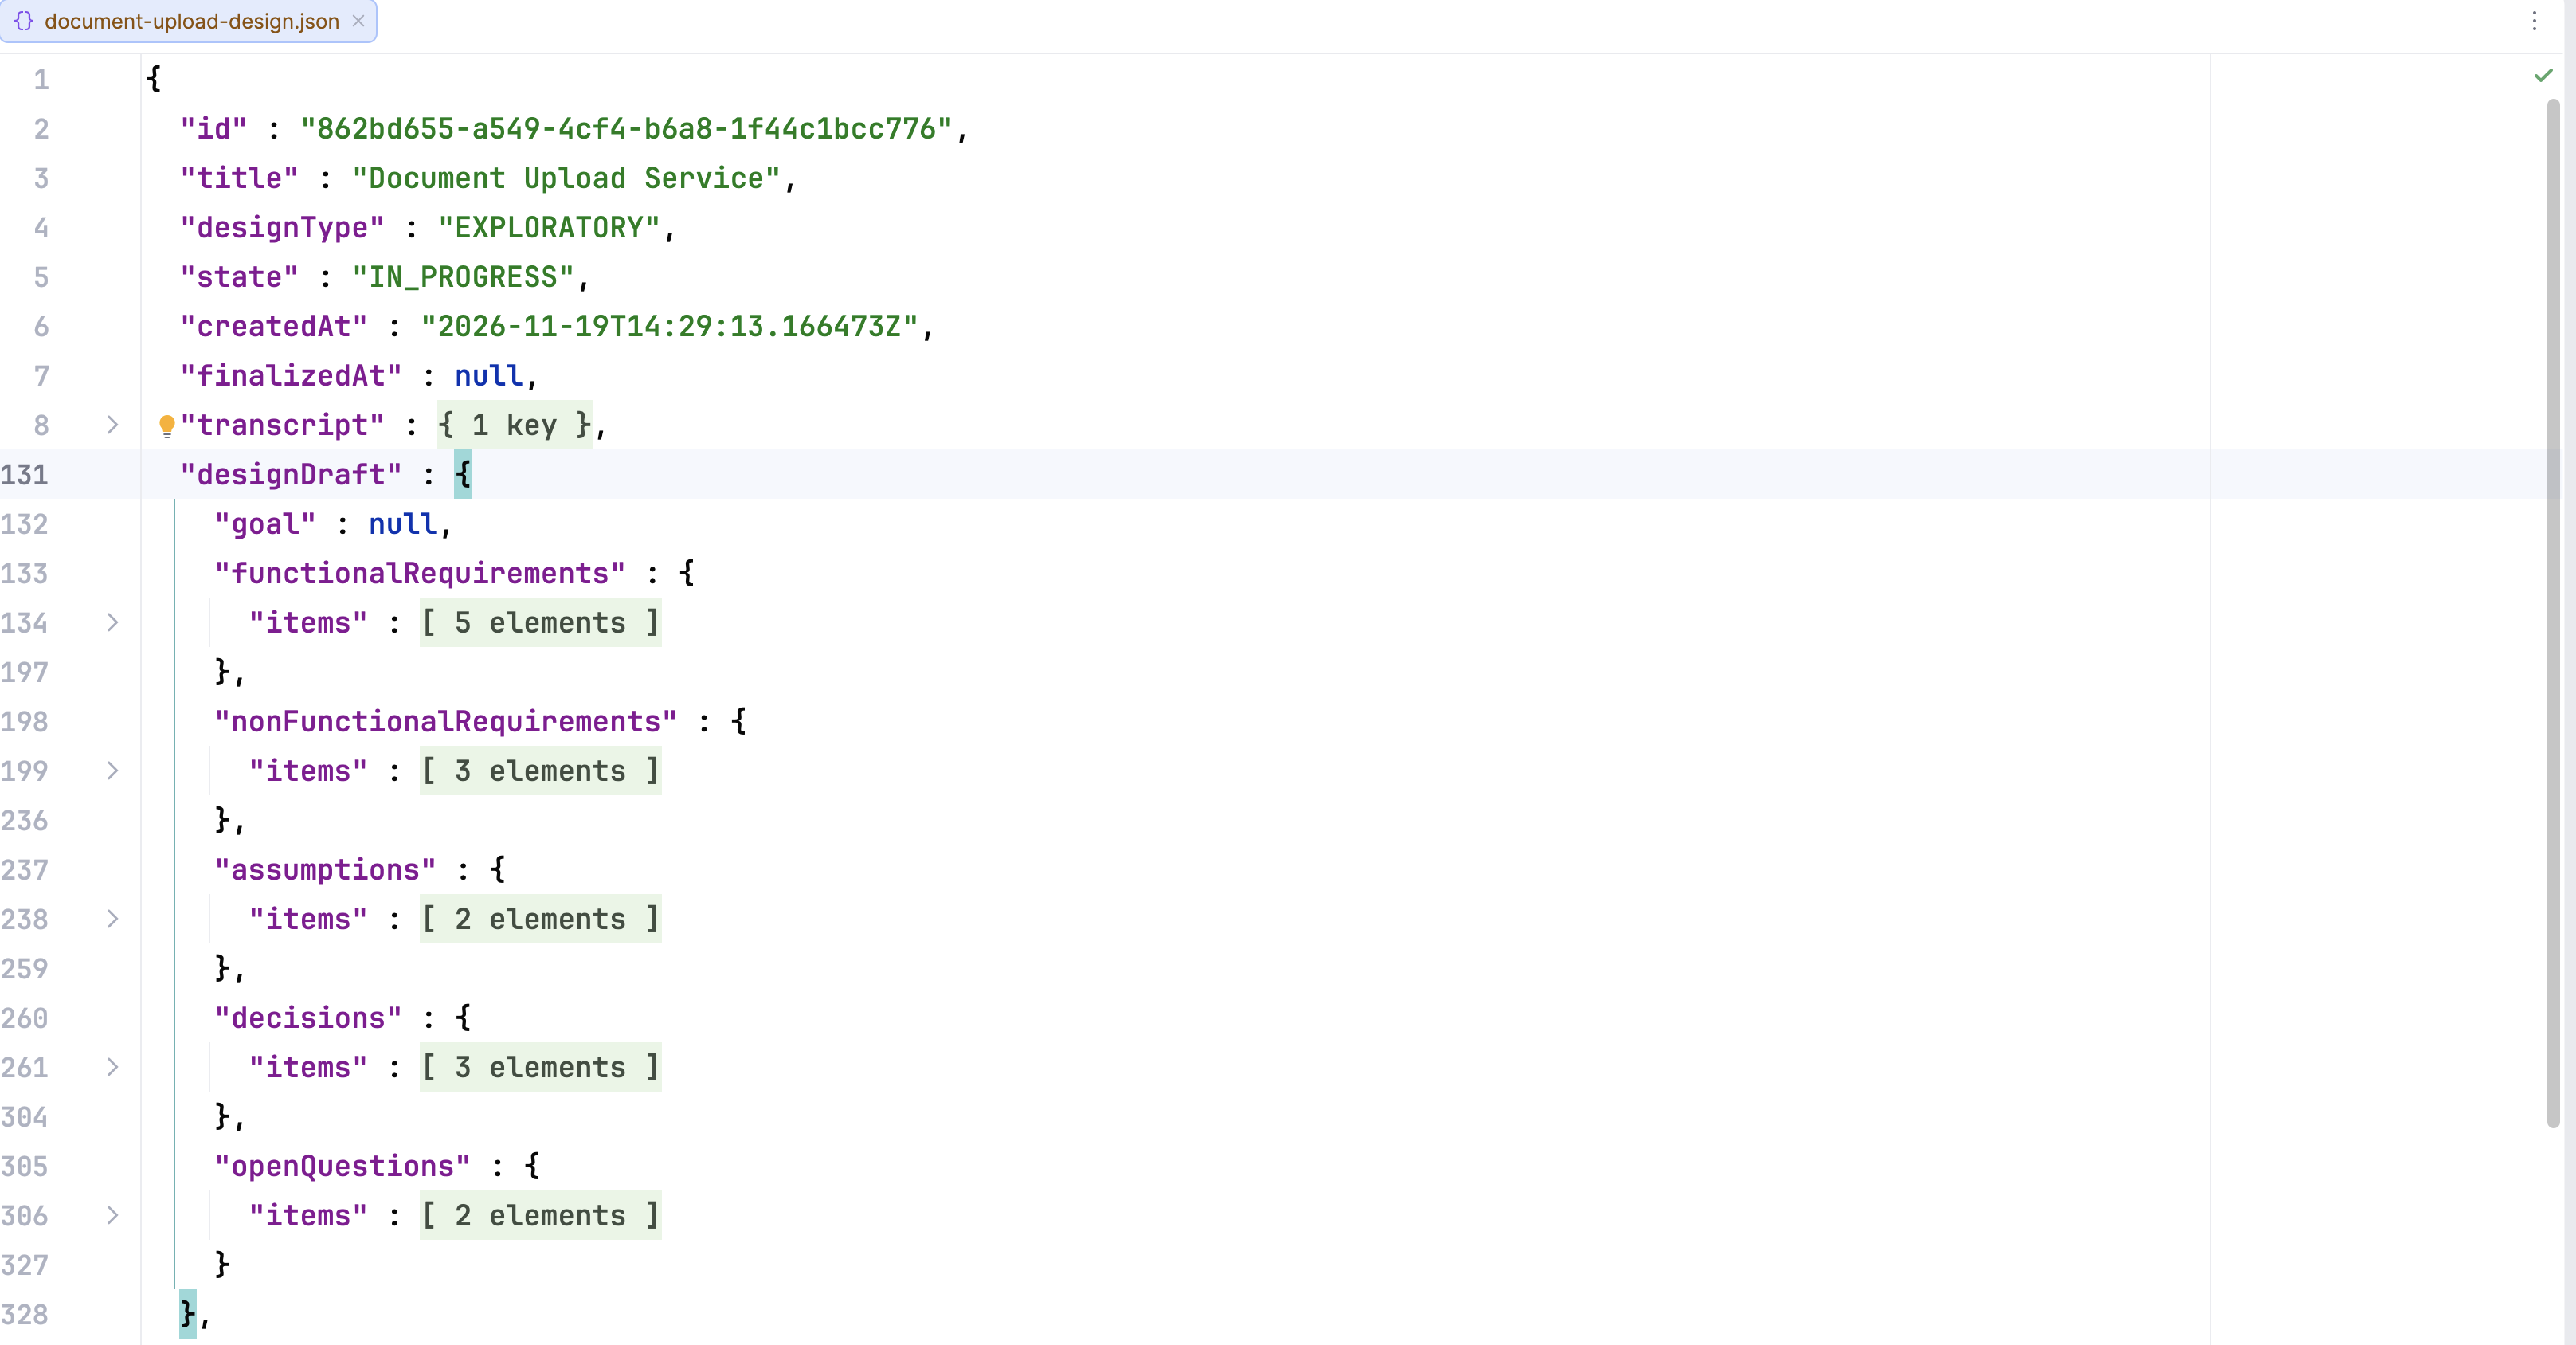 document-upload-design.json
1 {
2 "id" : "862bd655-a549-4cf4-b6a8-1f44c1bcc776",
3 "title" : "Document Upload Service",
4 "designType" : "EXPLORATORY",
5 "state" : "IN_PROGRESS",
6 "createdAt" : "2026-11-19T14:29:13.166473Z",
7 "finalizedAt" : null,
8 "transcript" : { 1 key },
131 "designDraft" : {
132 "goal" : null,
133 "functionalRequirements" : {
134 "items" : [ 5 elements ]
197 },
198 "nonFunctionalRequirements" : {
199 "items" : [ 3 elements ]
236 },
237 "assumptions" : {
238 "items" : [ 2 elements ]
259 },
260 "decisions" : {
261 "items" : [ 3 elements ]
304 },
305 "openQuestions" : {
306 "items" : [ 2 elements ]
327 }
328 },